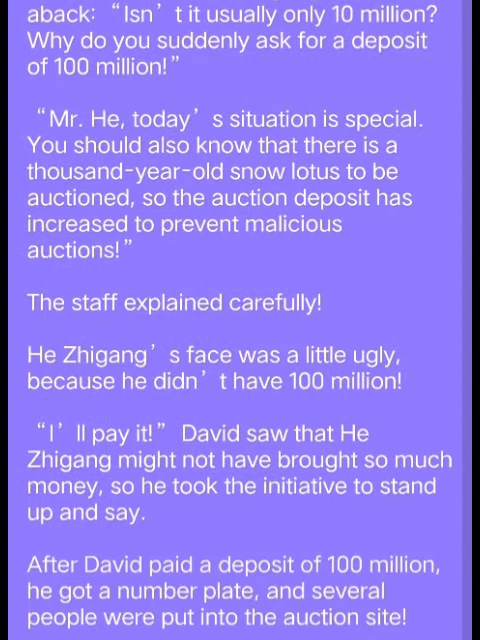 aback: “Isn’t it usually only 10 million?
Why do you suddenly ask for a deposit
of 100 million!”
“Mr. He, today’s situation is special.
You should also know that there is a
thousand-year-old snow lotus to be
auctioned, so the auction deposit has
increased to prevent malicious
auctions!”
The staff explained carefully!
He Zhigang’s face was a little ugly,
because he didn’t have 100 million!
“I’ll pay it!” David saw that He
Zhigang might not have brought so much
money, so he took the initiative to stand
up and say.
After David paid a deposit of 100 million,
he got a number plate, and several
people were put into the auction site!